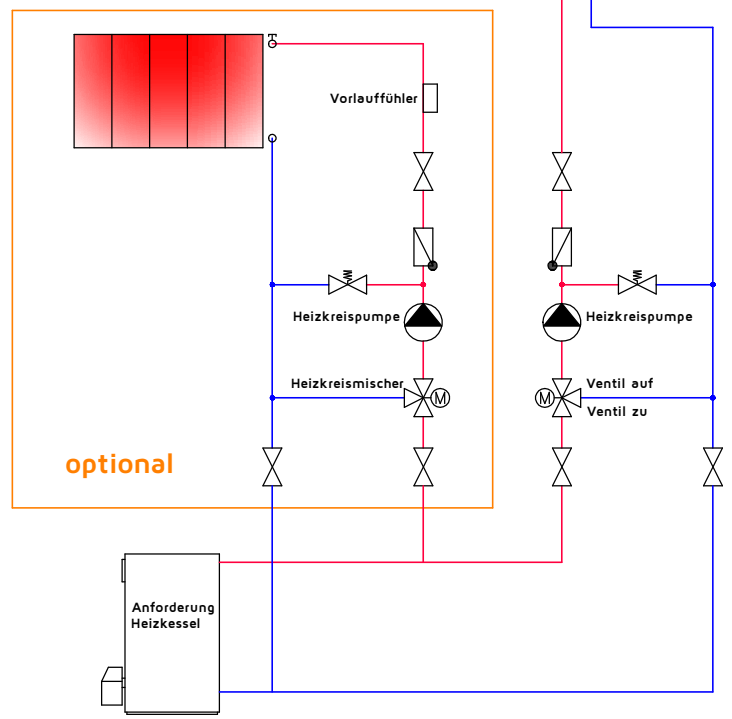 Vorlauffühler
Heizkreispumpe
Heizkreispumpe
Heizkreismischer
M
M
Ventil auf
Ventil zu
optional
Anforderung
Heizkessel